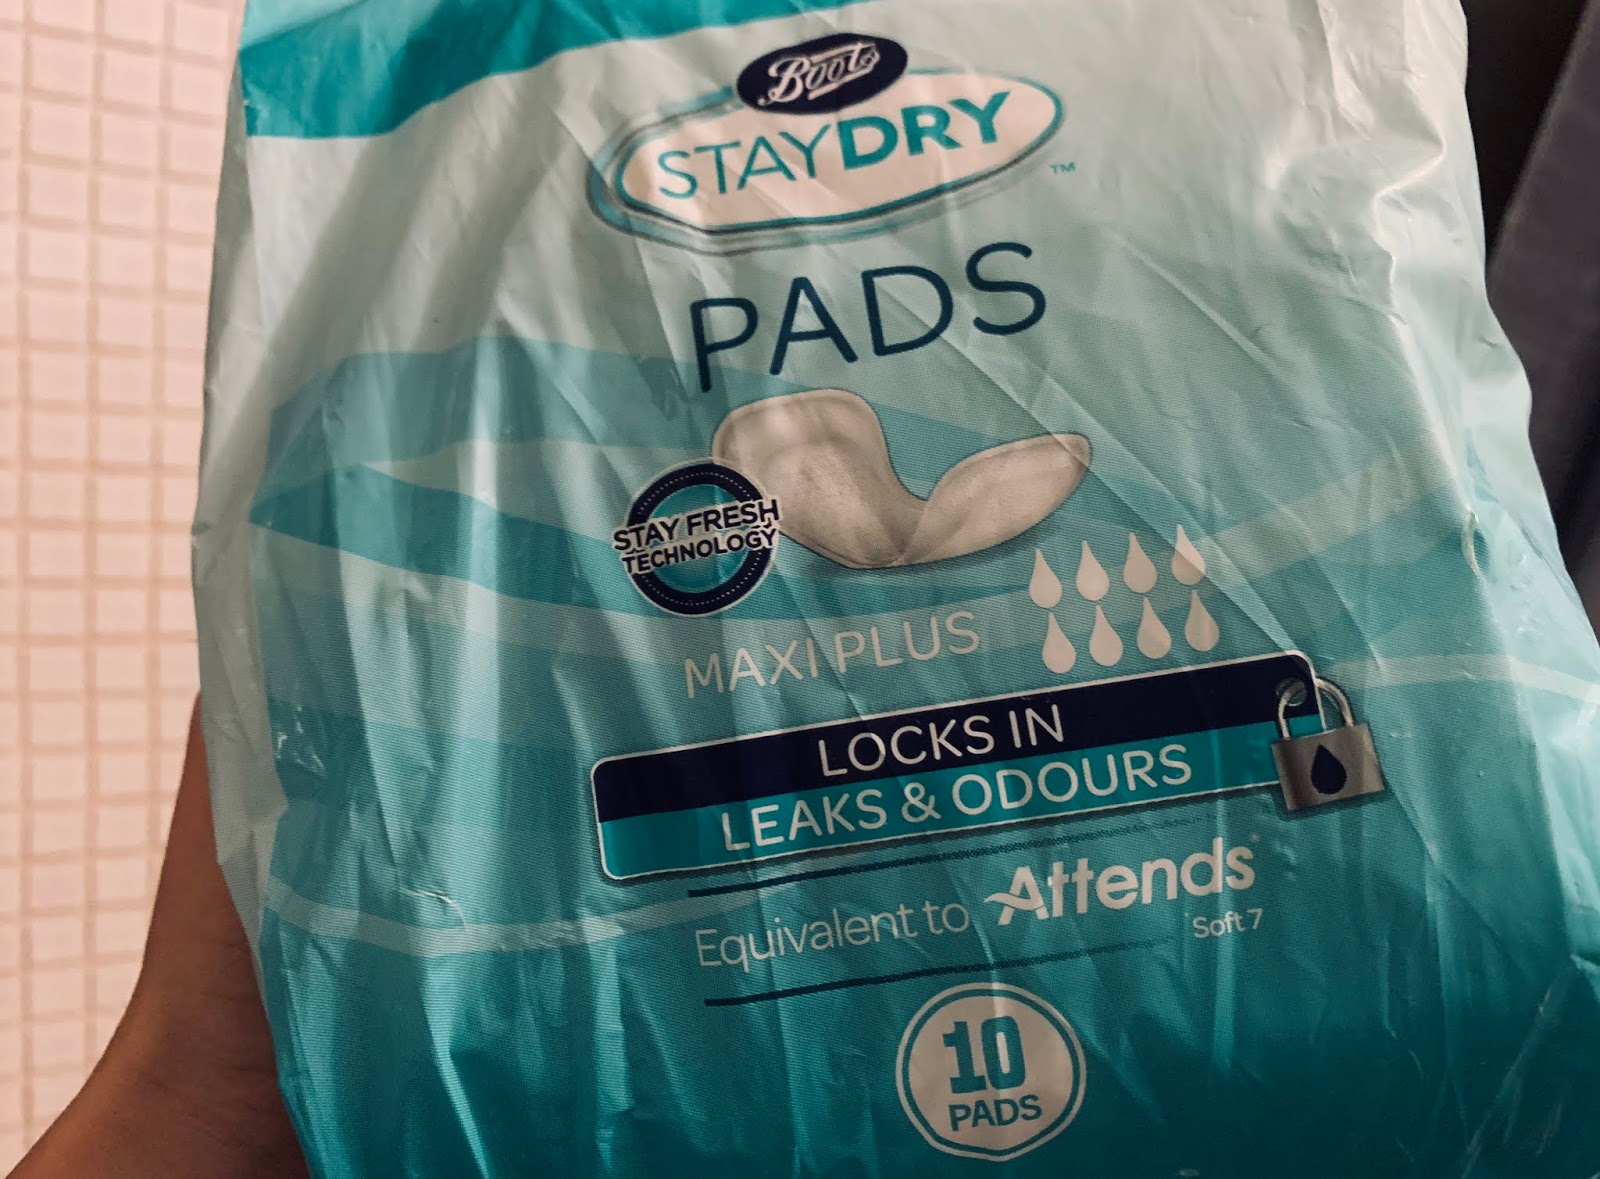 Boots
STAYDRY
TM
PADS
STAY FRESH
TECHNOLOGY
MAXI PLUS
LOCKS IN
LEAKS & ODOURS
Equivalent to Attends
Soft 7
10
PADS